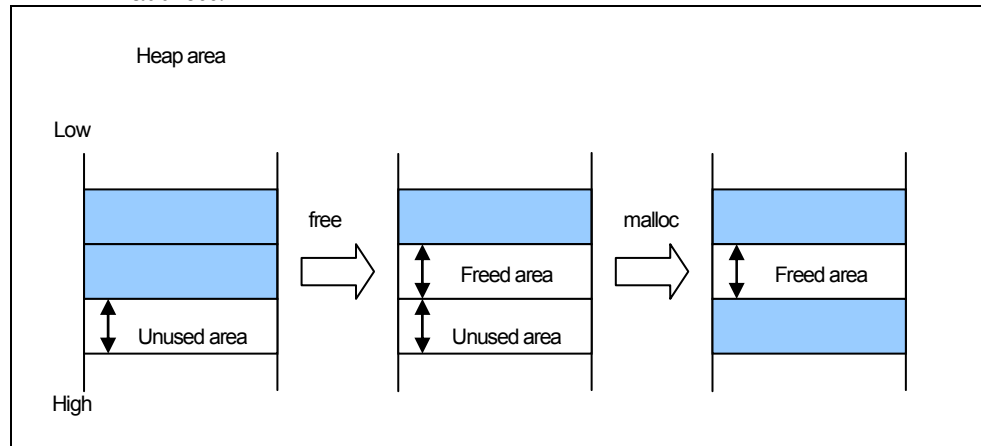 Heap area
Low
free
malloc
Freed area
Freed area
Unused area
Unused area
High